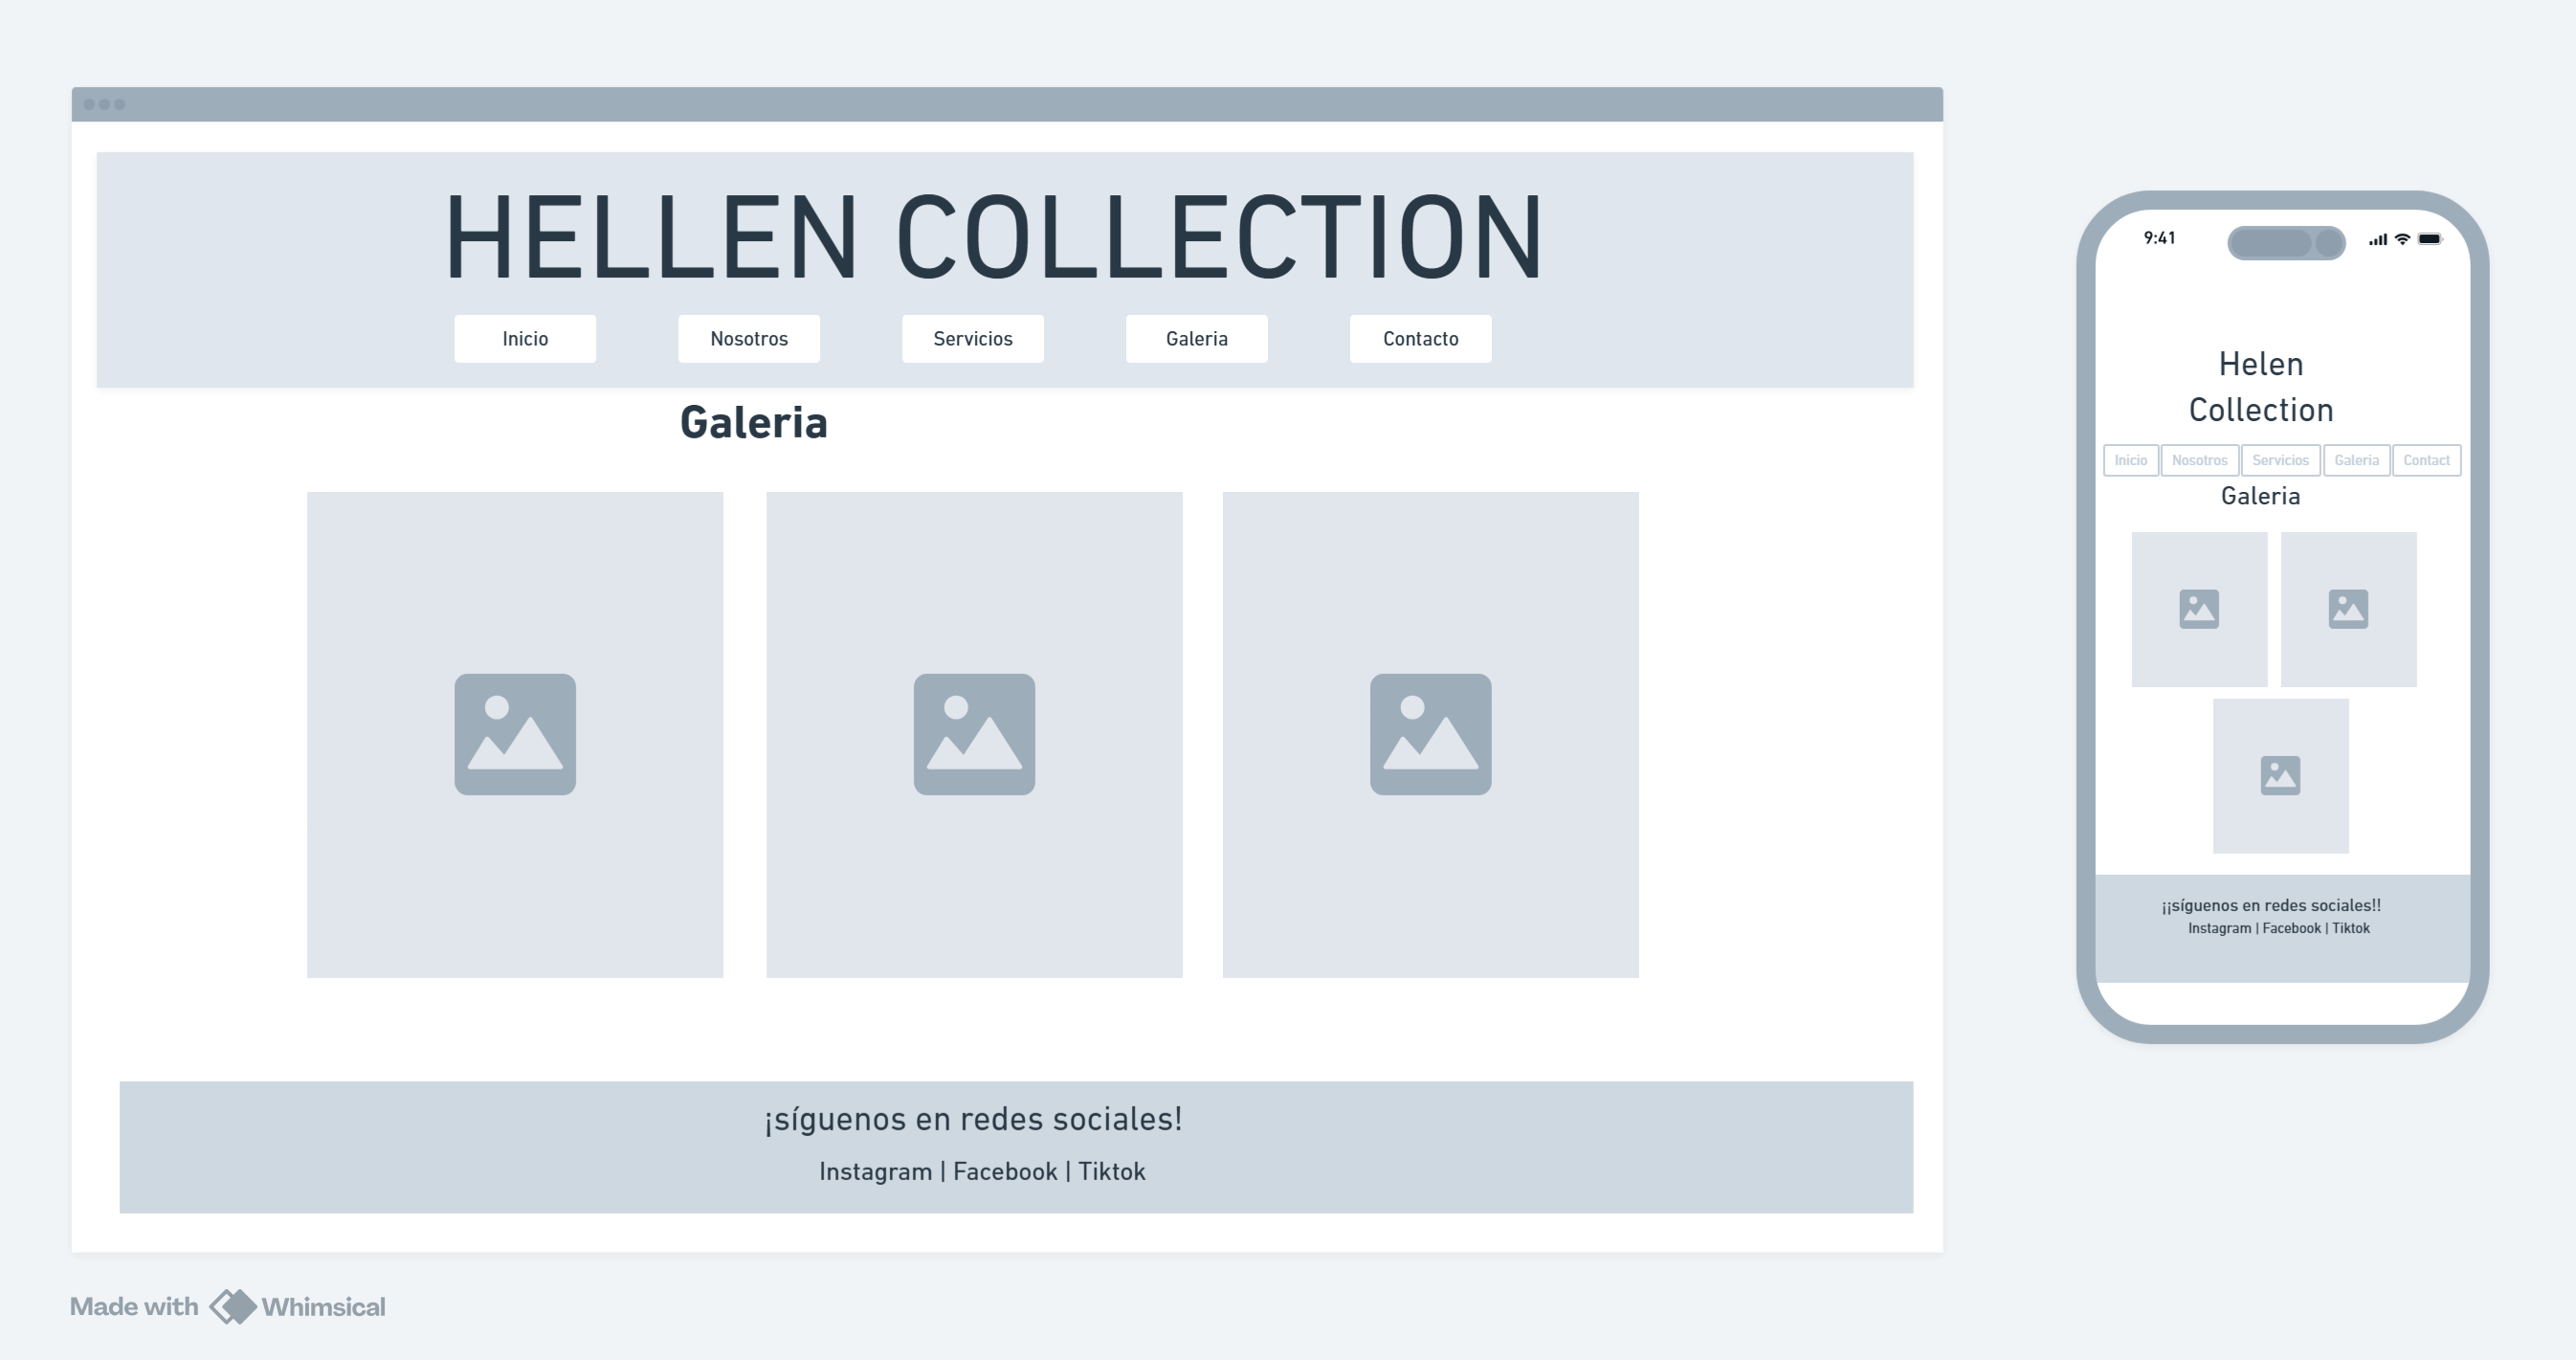 HELLEN COLLECTION
Inicio Nosotros Servicios Galeria Contacto
Galeria
¡síguenos en redes sociales!
Instagram | Facebook | Tiktok
9:41
Helen
Collection
Inicio Nosotros Servicios Galeria Contact
Galeria
¡¡síguenos en redes sociales!!
Instagram | Facebook | Tiktok
Made with Whimsical